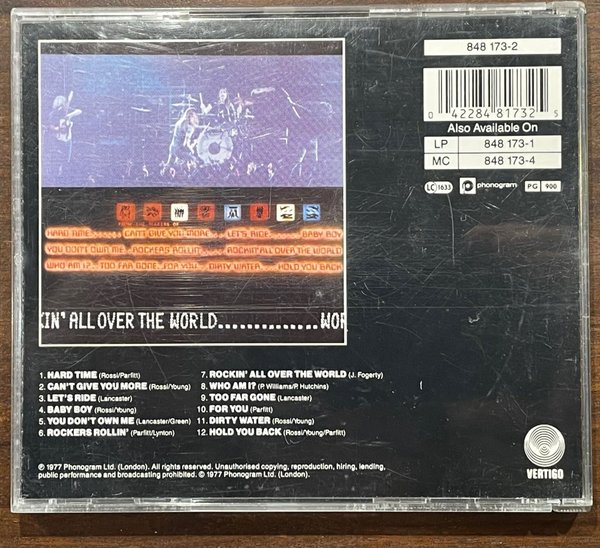 848 173-2
0 42284 81732 5
Also Available On
LP 848 173-1
MC 848 173-4
LC 1633 phonogram PG 900
HARD TIME...... CAN'T GIVE YOU MORE.... LET'S RIDE........ BABY BOY
YOU DON'T OWN ME... ROCKERS ROLLIN'..... ROCKIN' ALL OVER THE WORLD
WHO AM I?... TOO FAR GONE..FOR YOU... DIRTY WATER..... HOLD YOU BACK
KIN' ALL OVER THE WORLD...............WOR
1. HARD TIME (Rossi/Parfitt)
2. CAN'T GIVE YOU MORE (Rossi/Young)
3. LET'S RIDE (Lancaster)
4. BABY BOY (Rossi/Young)
5. YOU DON'T OWN ME (Lancaster/Green)
6. ROCKERS ROLLIN' (Parfitt/Lynton)
7. ROCKIN' ALL OVER THE WORLD (J. Fogerty)
8. WHO AM I? (P. Williams/P. Hutchins)
9. TOO FAR GONE (Lancaster)
10. FOR YOU (Parfitt)
11. DIRTY WATER (Rossi/Young)
12. HOLD YOU BACK (Rossi/Young/Parfitt)
℗ 1977 Phonogram Ltd. (London). All rights reserved. Unauthorised copying, reproduction, hiring, lending,
public performance and broadcasting prohibited. © 1977 Phonogram Ltd. (London).
VERTIGO